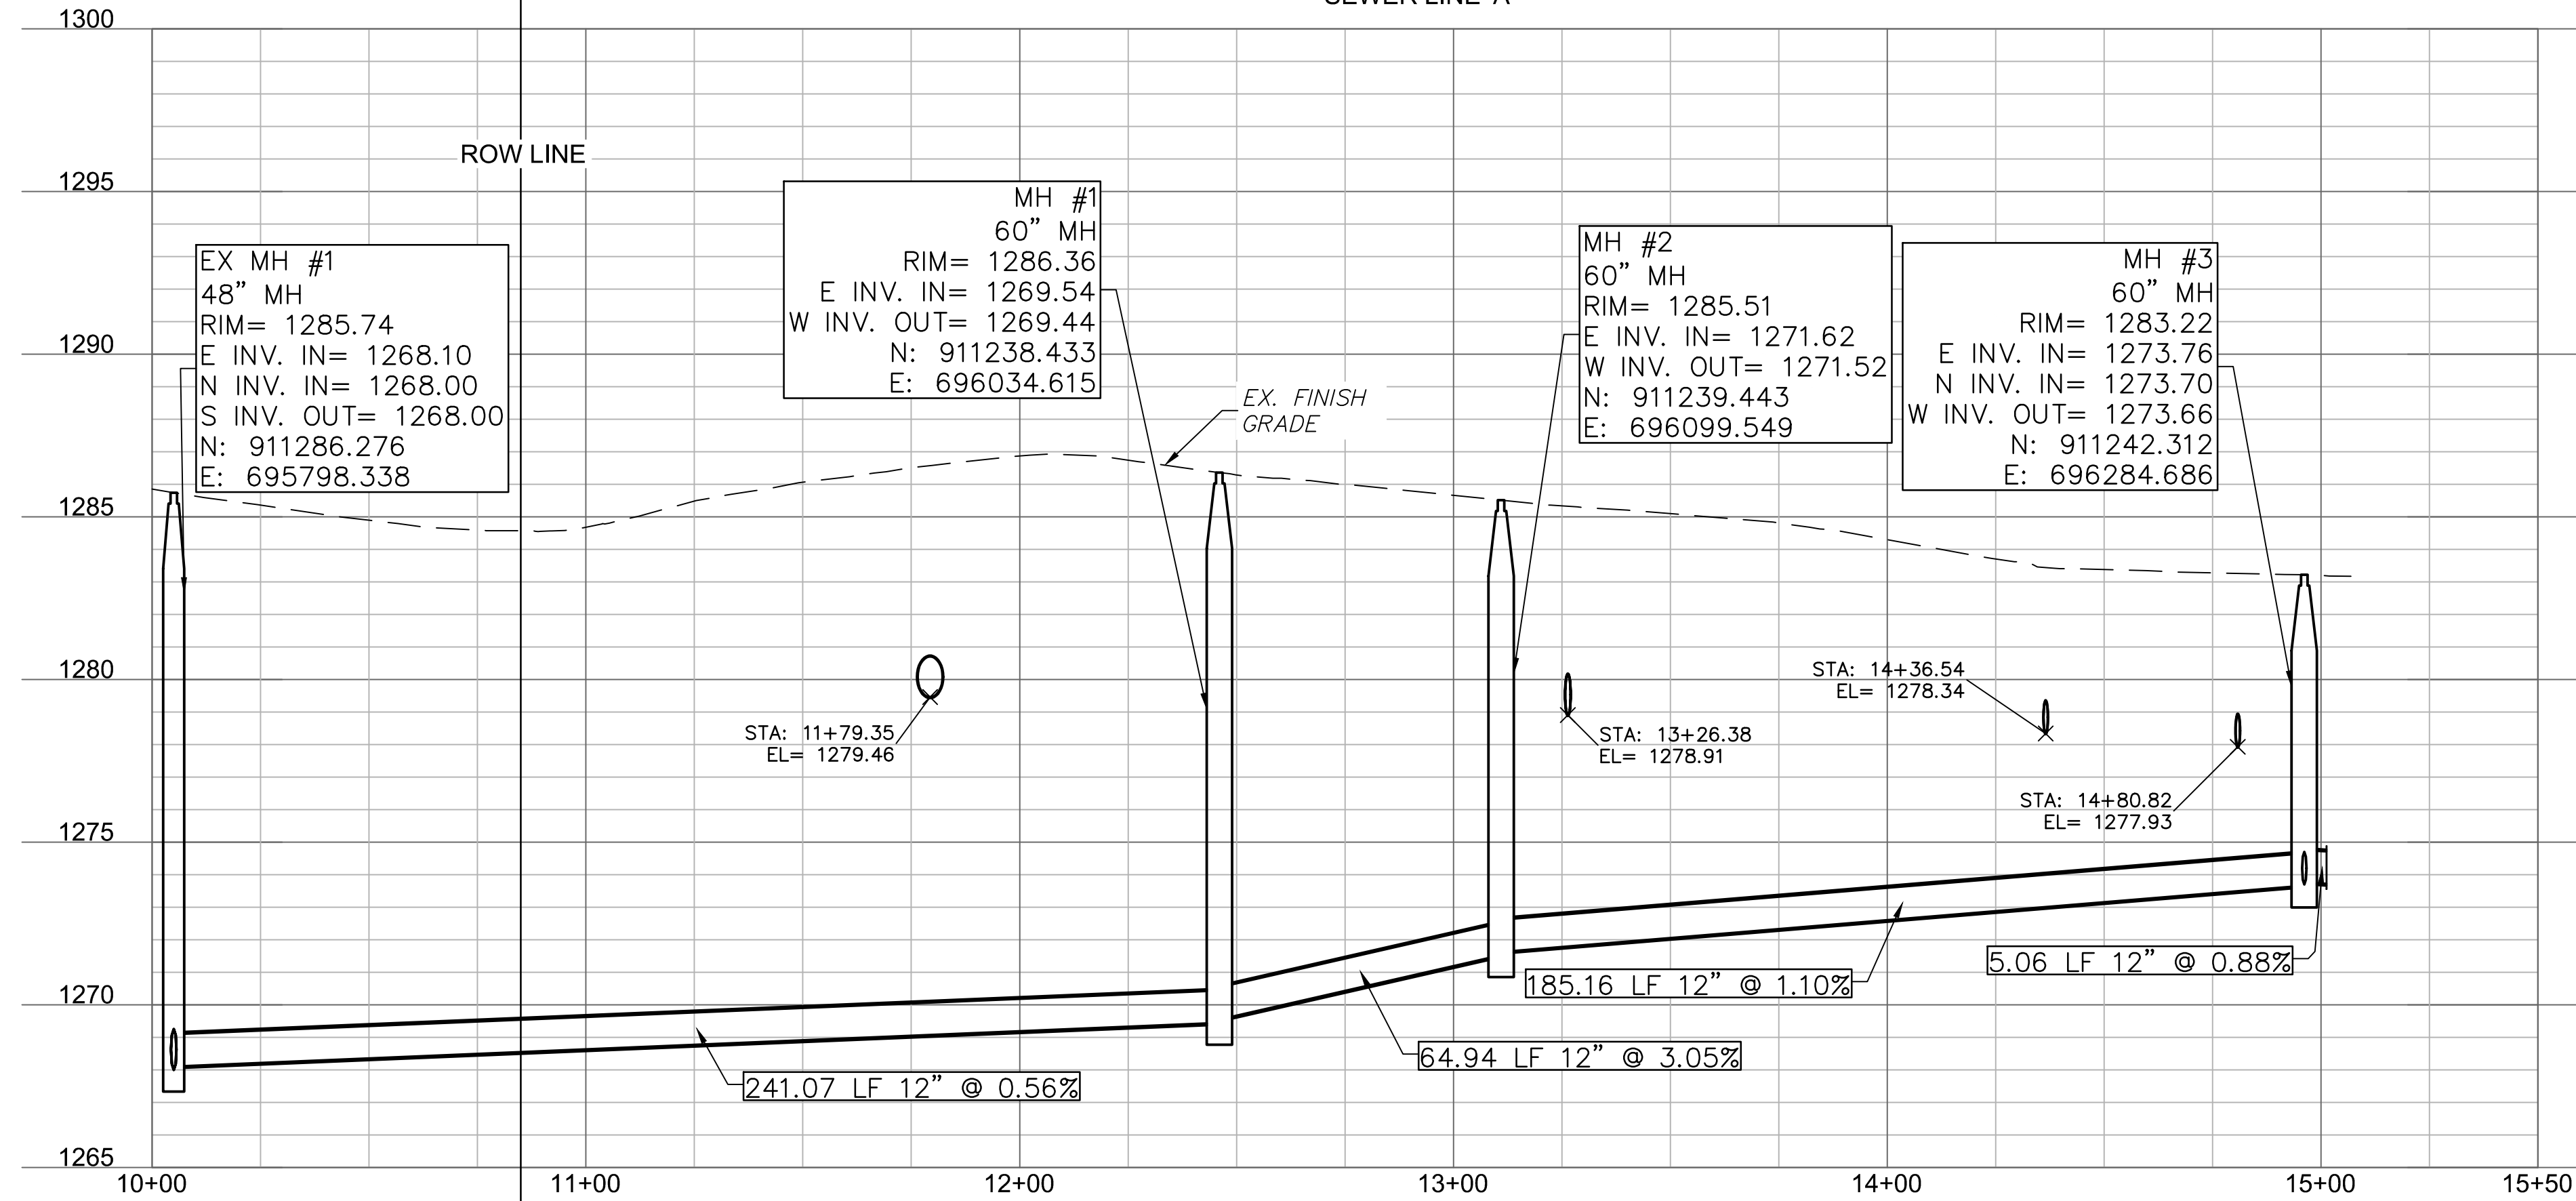 SEWER LINE A
1300
1295
1290
1285
1280
1275
1270
1265
ROW LINE
EX MH #1
48” MH
RIM= 1285.74
E INV. IN= 1268.10
N INV. IN= 1268.00
S INV. OUT= 1268.00
N: 911286.276
E: 695798.338
MH #1
60” MH
RIM= 1286.36
E INV. IN= 1269.54
W INV. OUT= 1269.44
N: 911238.433
E: 696034.615
EX. FINISH
GRADE
MH #2
60” MH
RIM= 1285.51
E INV. IN= 1271.62
W INV. OUT= 1271.52
N: 911239.443
E: 696099.549
MH #3
60” MH
RIM= 1283.22
E INV. IN= 1273.76
N INV. IN= 1273.70
W INV. OUT= 1273.66
N: 911242.312
E: 696284.686
STA: 11+79.35
EL= 1279.46
STA: 13+26.38
EL= 1278.91
STA: 14+36.54
EL= 1278.34
STA: 14+80.82
EL= 1277.93
241.07 LF 12” @ 0.56%
64.94 LF 12” @ 3.05%
185.16 LF 12” @ 1.10%
5.06 LF 12” @ 0.88%
10+00
11+00
12+00
13+00
14+00
15+00
15+50